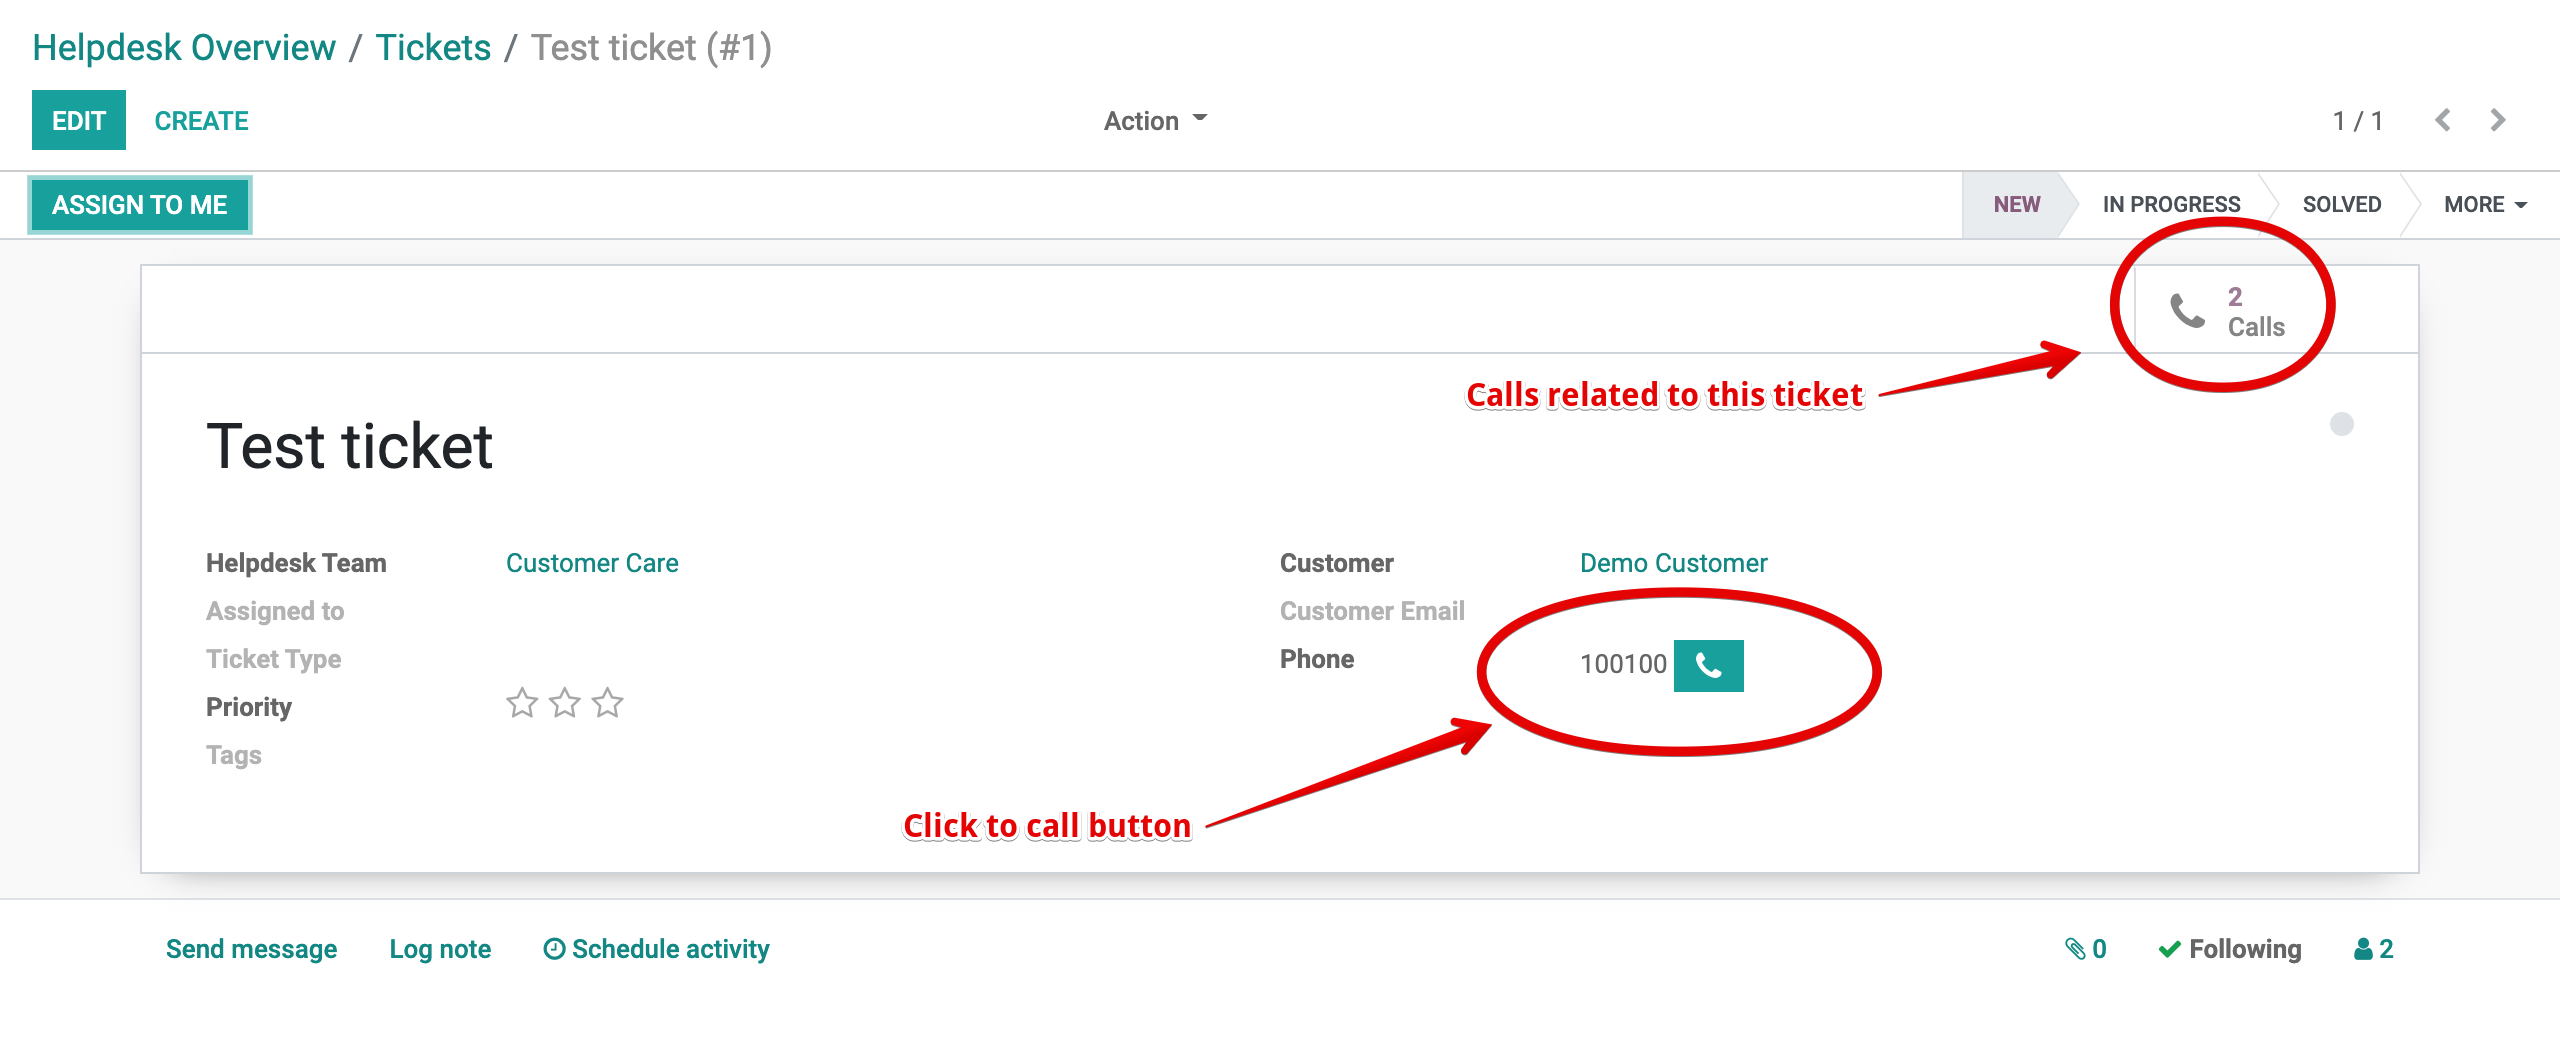 Helpdesk Overview / Tickets / Test ticket (#1)
EDIT CREATE Action 1 / 1
ASSIGN TO ME NEW IN PROGRESS SOLVED MORE
2
Calls
Calls related to this ticket
Test ticket
Helpdesk Team Customer Care Customer Demo Customer
Assigned to Customer Email
Ticket Type Phone 100100
Priority
Tags
Click to call button
Send message Log note Schedule activity 0 Following 2